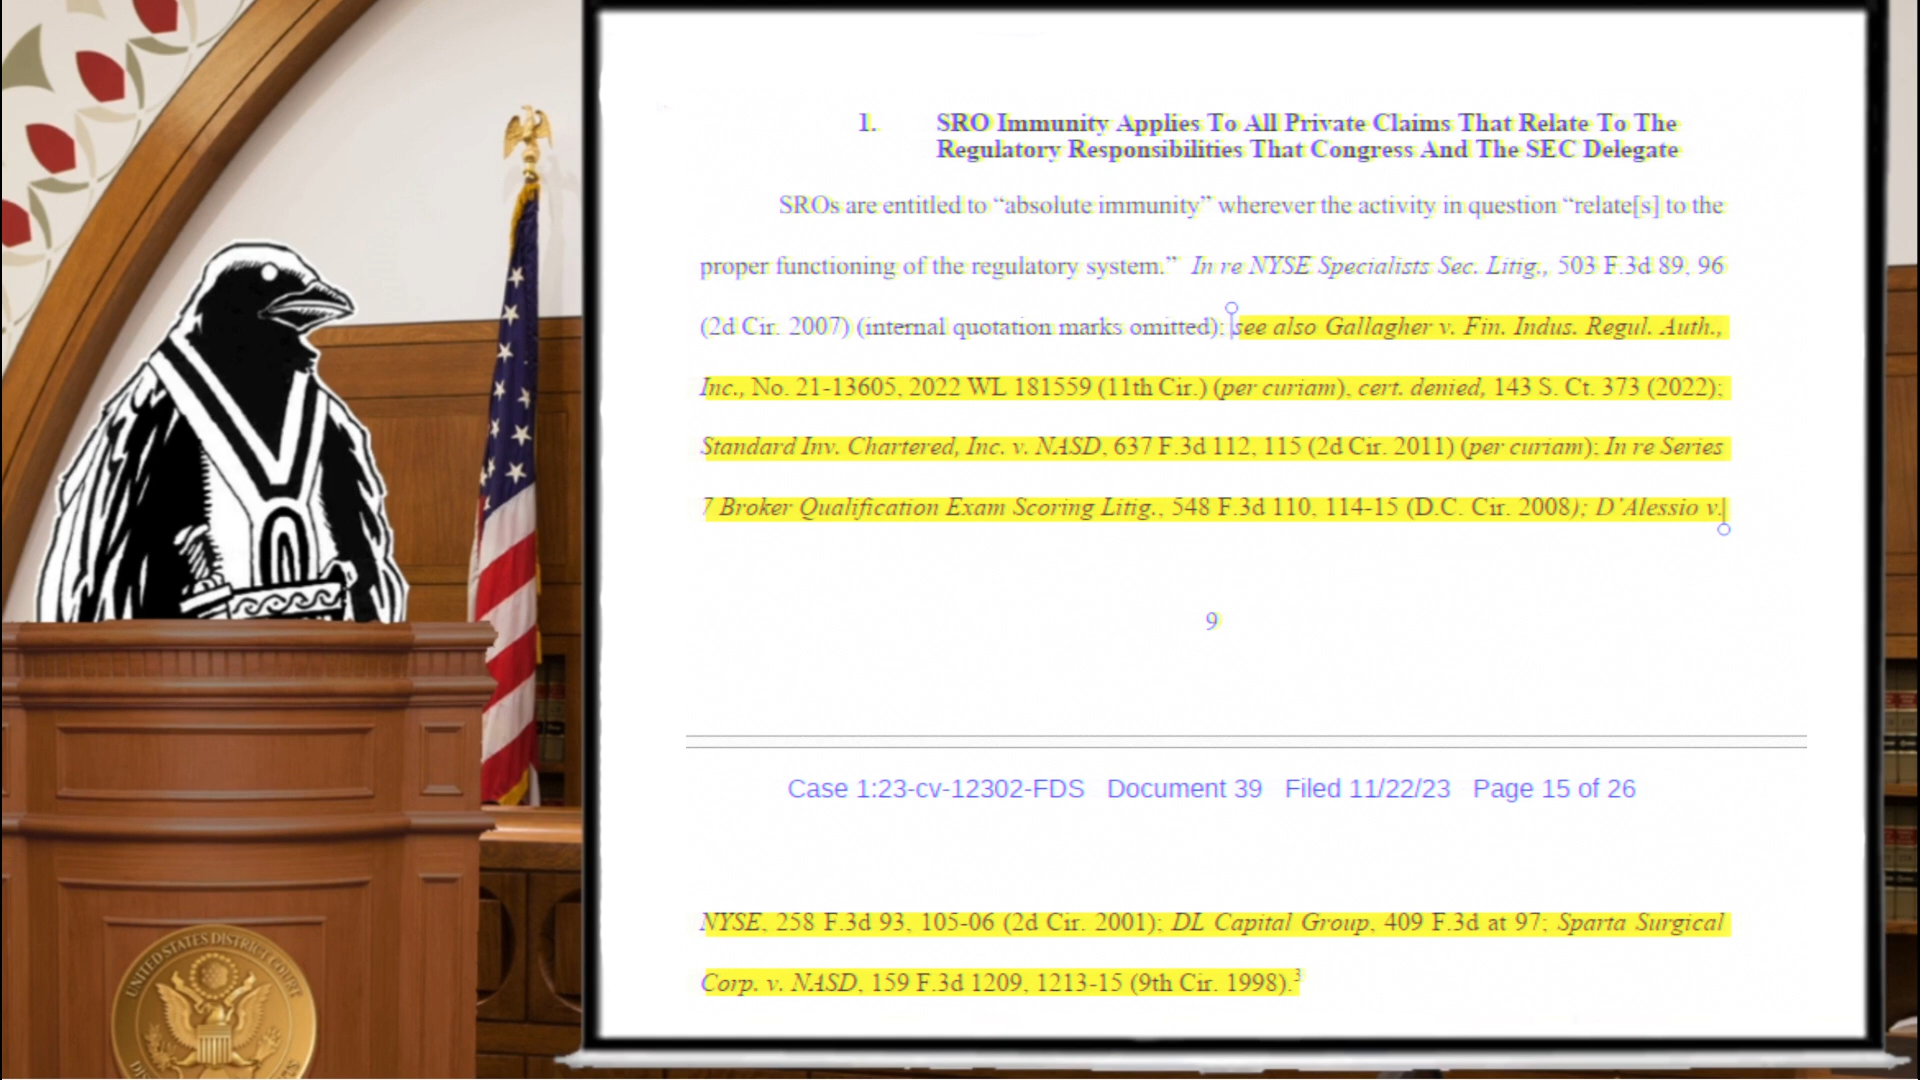 1. SRO Immunity Applies To All Private Claims That Relate To The
Regulatory Responsibilities That Congress And The SEC Delegate
SROs are entitled to “absolute immunity” wherever the activity in question “relate[s] to the
proper functioning of the regulatory system.” In re NYSE Specialists Sec. Litig., 503 F.3d 89, 96
(2d Cir. 2007) (internal quotation marks omitted); see also Gallagher v. Fin. Indus. Regul. Auth.,
Inc., No. 21-13605, 2022 WL 181559 (11th Cir.) (per curiam), cert. denied, 143 S. Ct. 373 (2022);
Standard Inv. Chartered, Inc. v. NASD, 637 F.3d 112, 115 (2d Cir. 2011) (per curiam); In re Series
7 Broker Qualification Exam Scoring Litig., 548 F.3d 110, 114-15 (D.C. Cir. 2008); D’Alessio v.
9
Case 1:23-cv-12302-FDS Document 39 Filed 11/22/23 Page 15 of 26
NYSE, 258 F.3d 93, 105-06 (2d Cir. 2001); DL Capital Group, 409 F.3d at 97; Sparta Surgical
Corp. v. NASD, 159 F.3d 1209, 1213-15 (9th Cir. 1998).3
UNITED STATES DISTRICT COURT